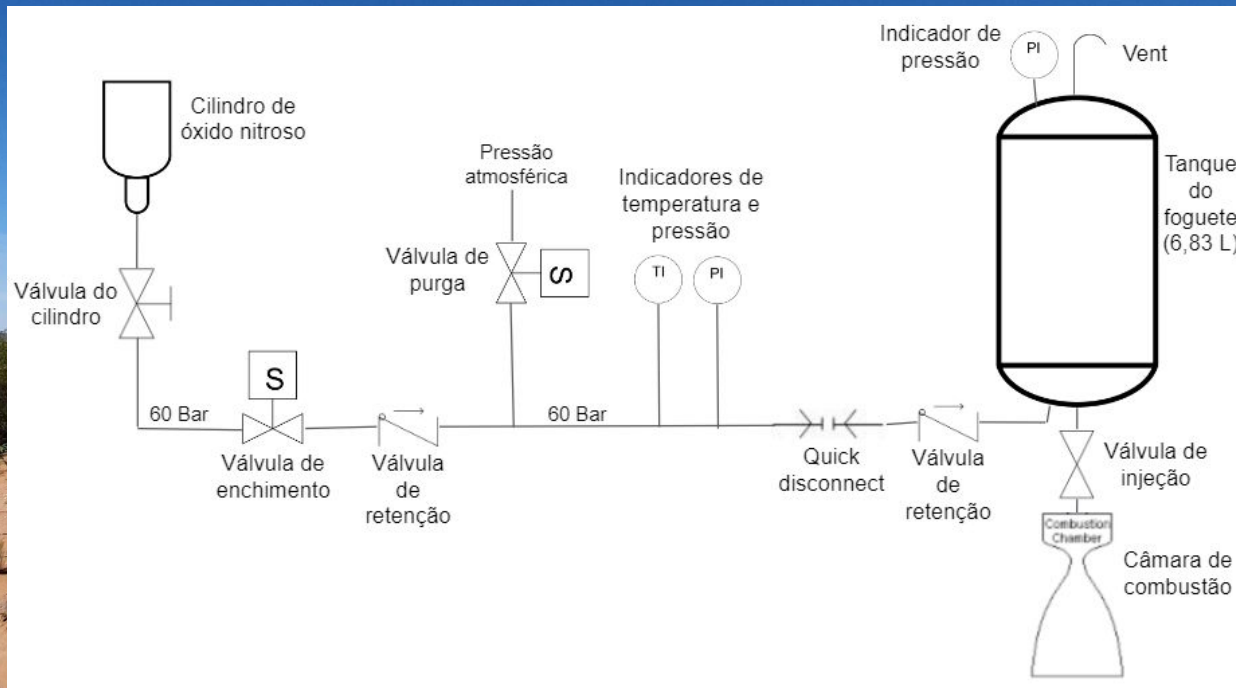 Cilindro de
óxido nitroso
Válvula do
cilindro
60 Bar
S
Válvula de
enchimento
Válvula
de
retenção
Pressão
atmosférica
Válvula de
purga
S
60 Bar
Indicadores de
temperatura e
pressão
TI
PI
Quick
disconnect
Válvula
de
retenção
Indicador de
pressão
PI
Vent
Tanque
do
foguete
(6,83 L)
Válvula de
injeção
Combustion
Chamber
Câmara de
combustão